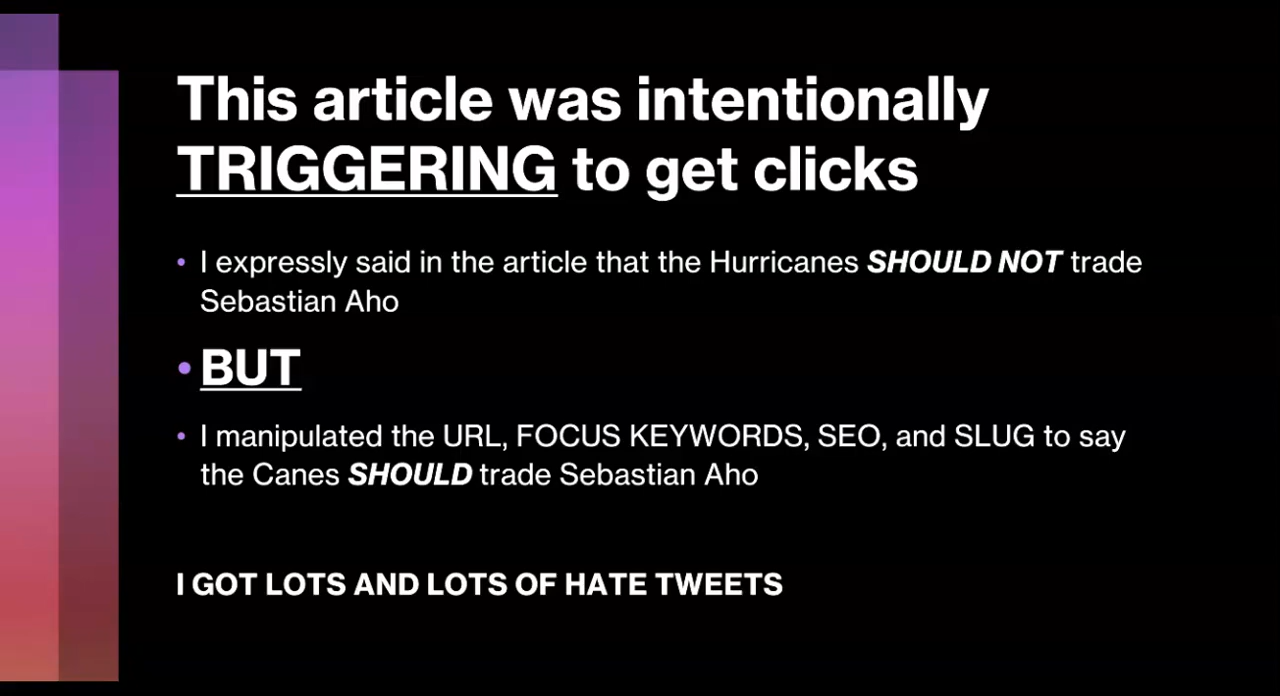 This article was intentionally
TRIGGERING to get clicks
• I expressly said in the article that the Hurricanes SHOULD NOT trade
Sebastian Aho
• BUT
• I manipulated the URL, FOCUS KEYWORDS, SEO, and SLUG to say
the Canes SHOULD trade Sebastian Aho
I GOT LOTS AND LOTS OF HATE TWEETS